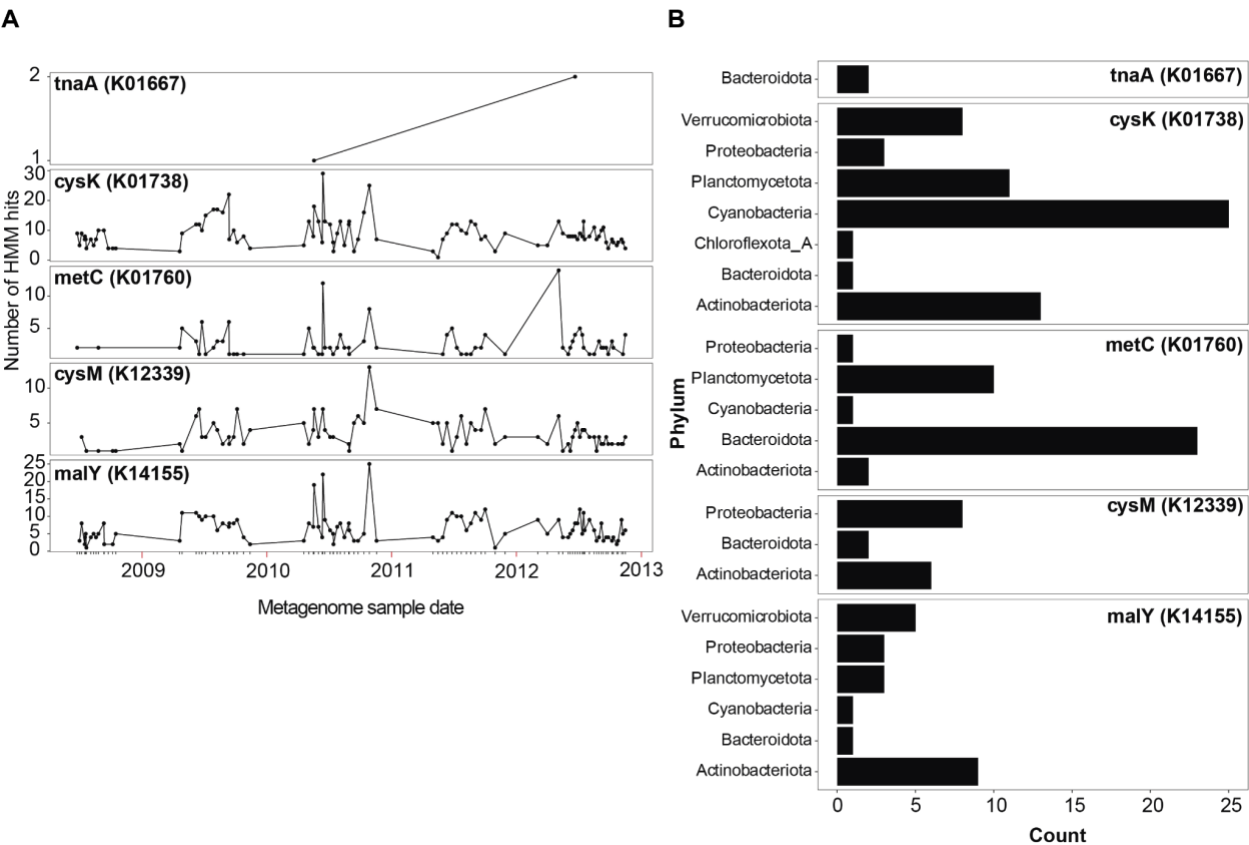 A
Number of HMM hits
tnaA (K01667)
2
1
cysK (K01738)
30
20
10
0
metC (K01760)
10
5
cysM (K12339)
10
5
malY (K14155)
25
20
15
10
5
0
2009 2010 2011 2012 2013
Metagenome sample date
B
Phylum
tnaA (K01667)
Bacteroidota
cysK (K01738)
Verrucomicrobiota
Proteobacteria
Planctomycetota
Cyanobacteria
Chloroflexota_A
Bacteroidota
Actinobacteriota
metC (K01760)
Proteobacteria
Planctomycetota
Cyanobacteria
Bacteroidota
Actinobacteriota
cysM (K12339)
Proteobacteria
Bacteroidota
Actinobacteriota
malY (K14155)
Verrucomicrobiota
Proteobacteria
Planctomycetota
Cyanobacteria
Bacteroidota
Actinobacteriota
0 5 10 15 20 25
Count